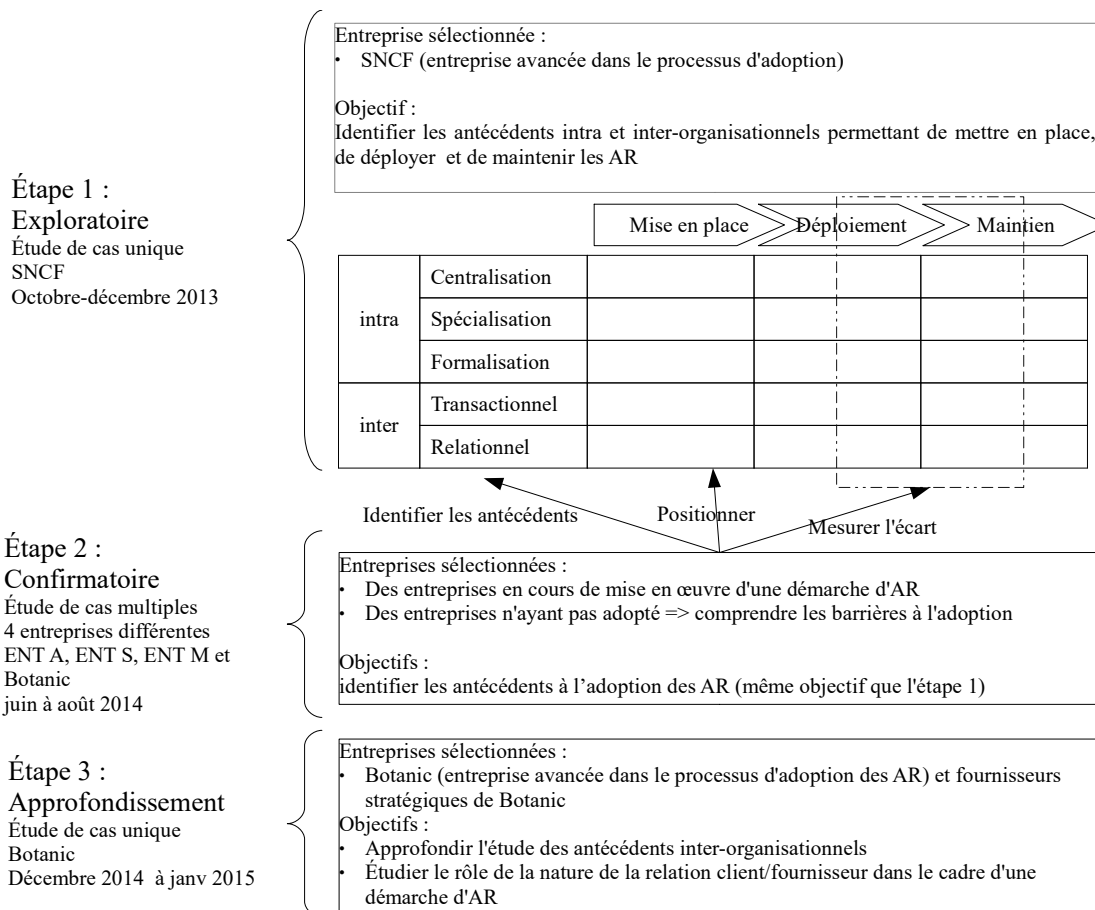 Étape 1 :
Exploratoire
Étude de cas unique
SNCF
Octobre-décembre 2013
Entreprise sélectionnée :
• SNCF (entreprise avancée dans le processus d'adoption)
Objectif :
Identifier les antécédents intra et inter-organisationnels permettant de mettre en place,
de déployer et de maintenir les AR
Mise en place Déploiement Maintien
intra
Centralisation
Spécialisation
Formalisation
inter
Transactionnel
Relationnel
Identifier les antécédents
Positionner
Mesurer l'écart
Étape 2 :
Confirmatoire
Étude de cas multiples
4 entreprises différentes
ENT A, ENT S, ENT M et
Botanic
juin à août 2014
Entreprises sélectionnées :
• Des entreprises en cours de mise en œuvre d'une démarche d'AR
• Des entreprises n'ayant pas adopté => comprendre les barrières à l'adoption
Objectifs :
identifier les antécédents à l’adoption des AR (même objectif que l'étape 1)
Étape 3 :
Approfondissement
Étude de cas unique
Botanic
Décembre 2014 à janv 2015
Entreprises sélectionnées :
• Botanic (entreprise avancée dans le processus d'adoption des AR) et fournisseurs
stratégiques de Botanic
Objectifs :
• Approfondir l'étude des antécédents inter-organisationnels
• Étudier le rôle de la nature de la relation client/fournisseur dans le cadre d'une
démarche d'AR